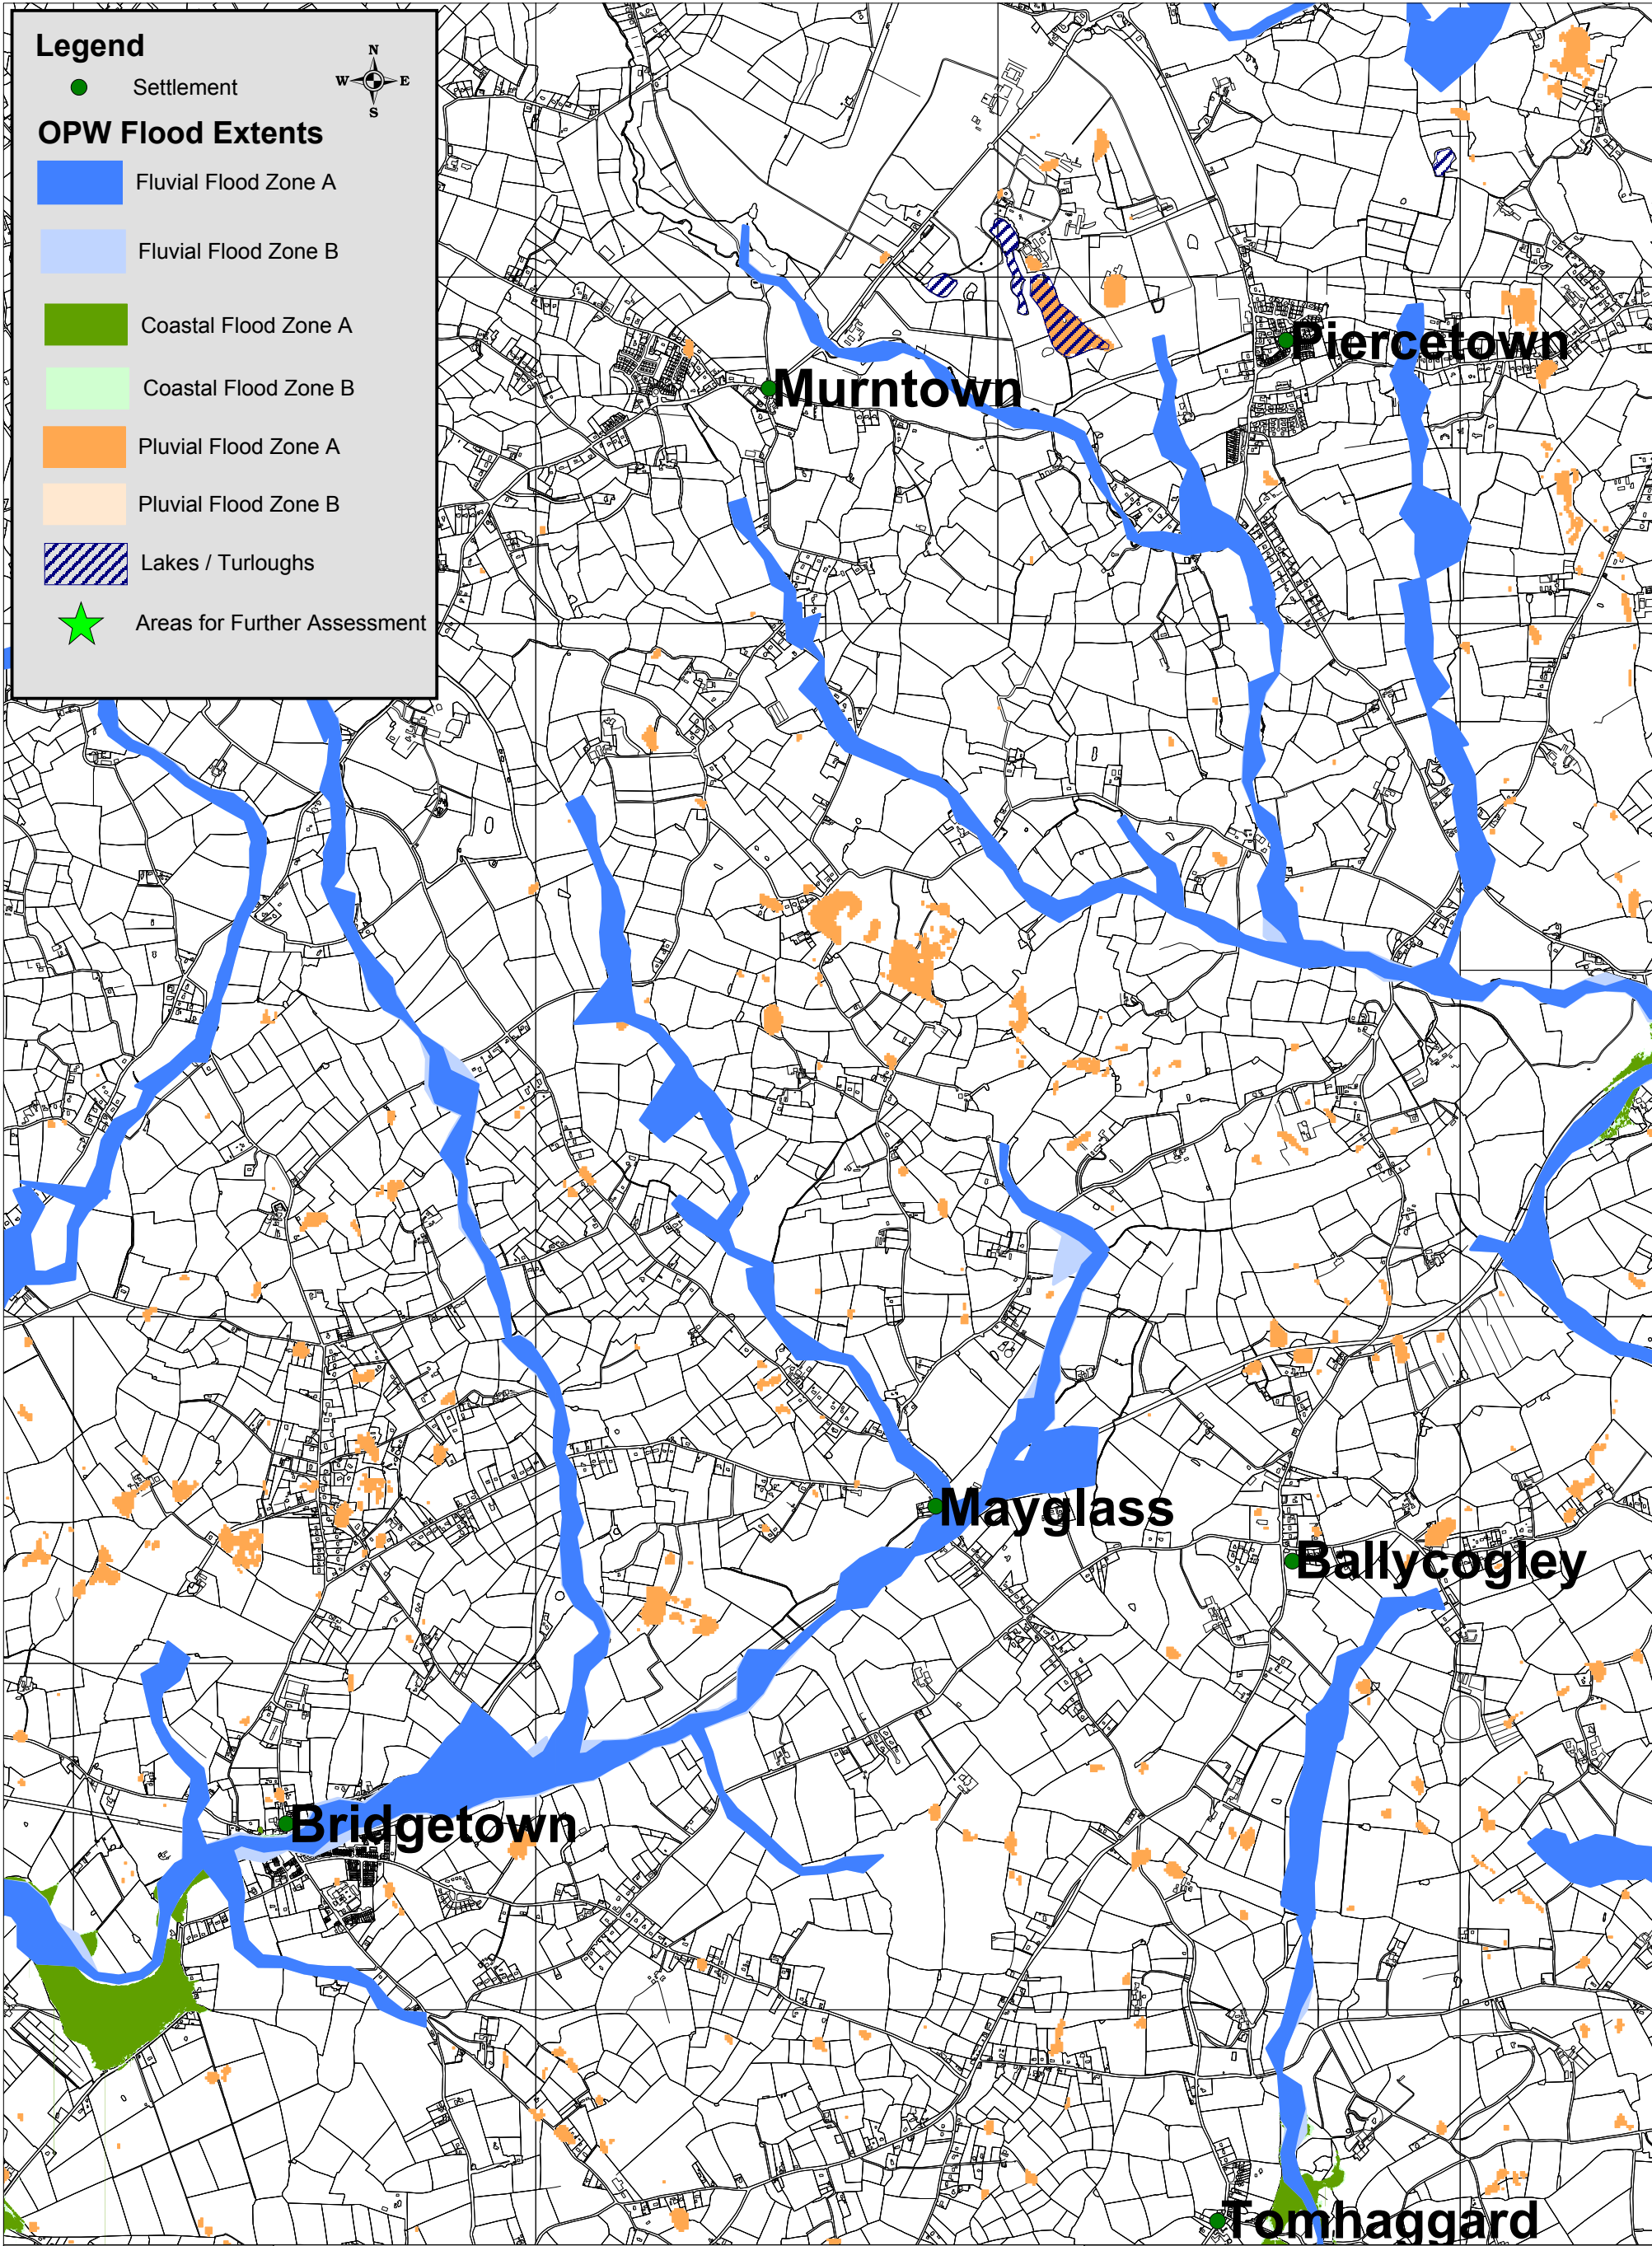 Legend
N
W E
S
Settlement
OPW Flood Extents
Fluvial Flood Zone A
Fluvial Flood Zone B
Coastal Flood Zone A
Coastal Flood Zone B
Pluvial Flood Zone A
Pluvial Flood Zone B
Lakes / Turloughs
Areas for Further Assessment
Piercetown
Murntown
Mayglass
Ballycogley
Bridgetown
Tomhaggard